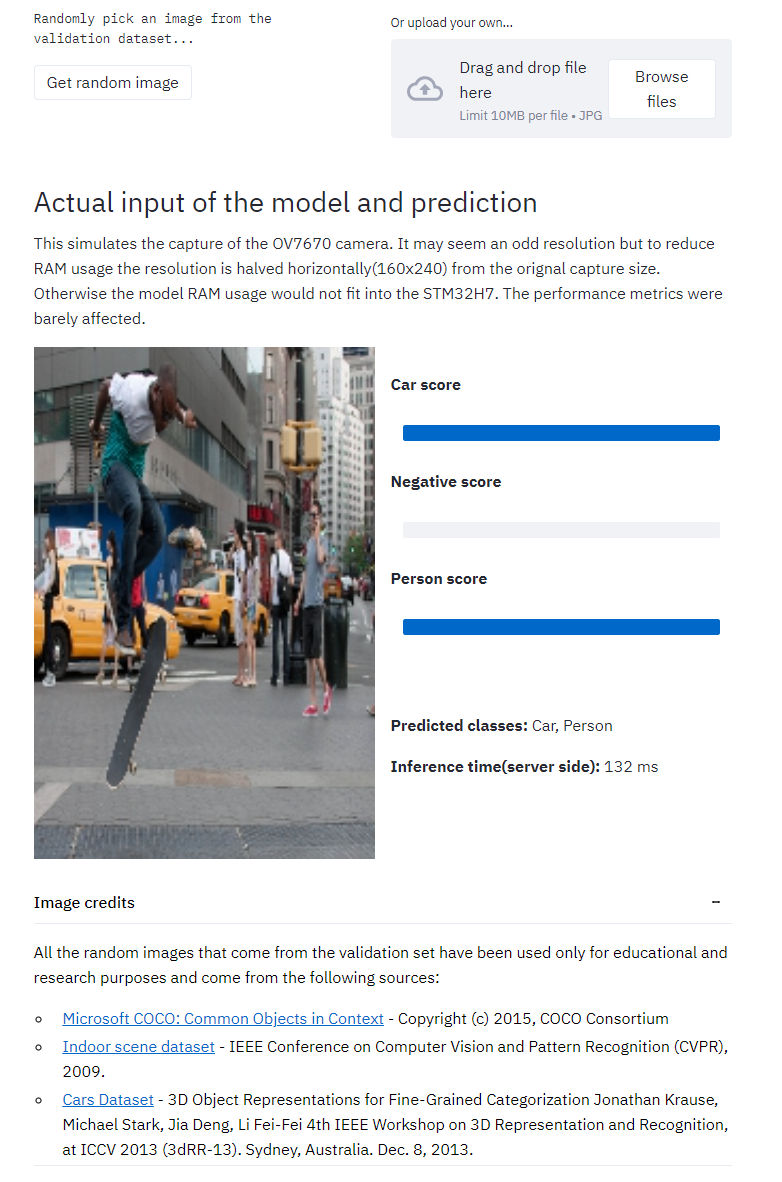 Randomly pick an image from the
validation dataset...
Get random image
Or upload your own...
Drag and drop file
here
Limit 10MB per file • JPG
Browse
files
Actual input of the model and prediction
This simulates the capture of the OV7670 camera. It may seem an odd resolution but to reduce
RAM usage the resolution is halved horizontally(160x240) from the orignal capture size.
Otherwise the model RAM usage would not fit into the STM32H7. The performance metrics were
barely affected.
Car score
Negative score
Person score
Predicted classes: Car, Person
Inference time(server side): 132 ms
Image credits
All the random images that come from the validation set have been used only for educational and
research purposes and come from the following sources:
Microsoft COCO: Common Objects in Context - Copyright (c) 2015, COCO Consortium
Indoor scene dataset - IEEE Conference on Computer Vision and Pattern Recognition (CVPR),
2009.
Cars Dataset - 3D Object Representations for Fine-Grained Categorization Jonathan Krause,
Michael Stark, Jia Deng, Li Fei-Fei 4th IEEE Workshop on 3D Representation and Recognition,
at ICCV 2013 (3dRR-13). Sydney, Australia. Dec. 8, 2013.